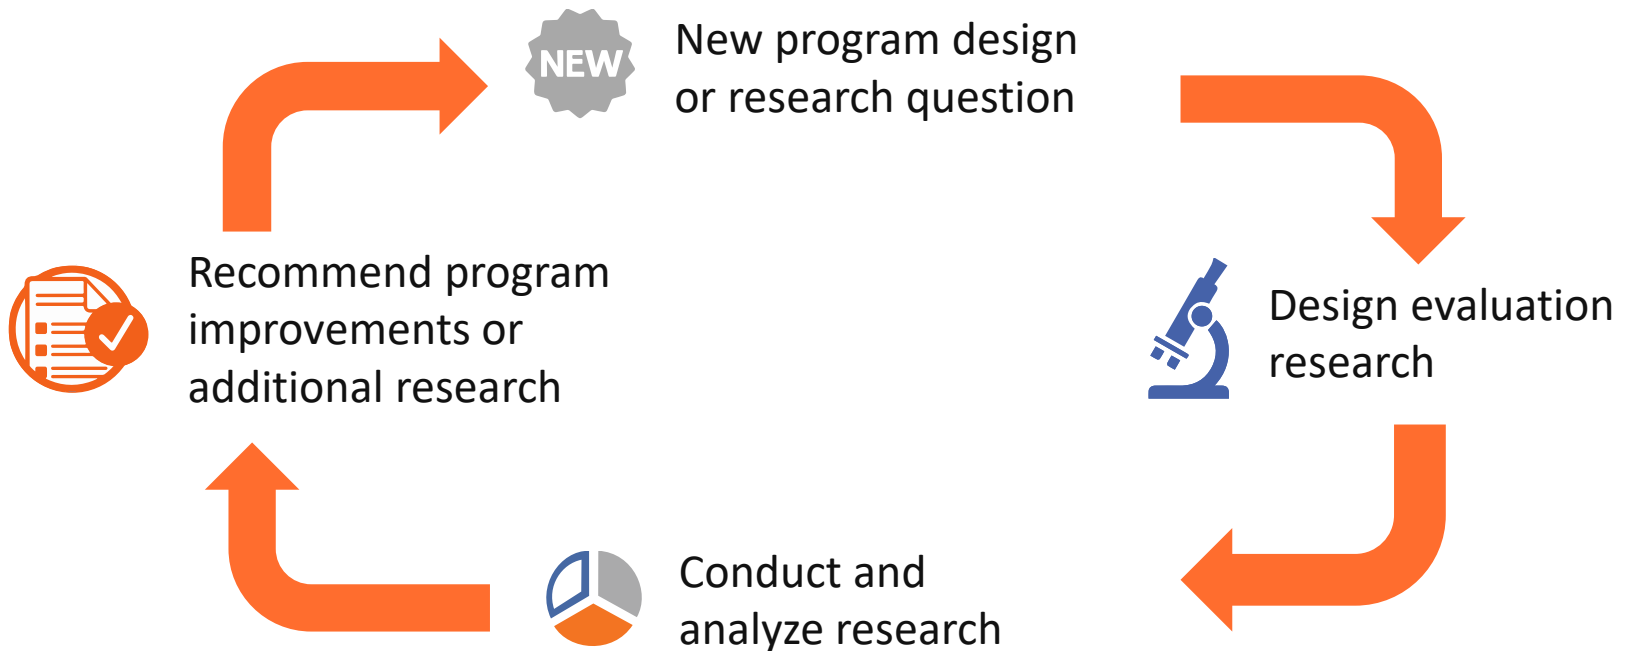 NEW
New program design
or research question
Design evaluation
research
Conduct and
analyze research
Recommend program
improvements or
additional research